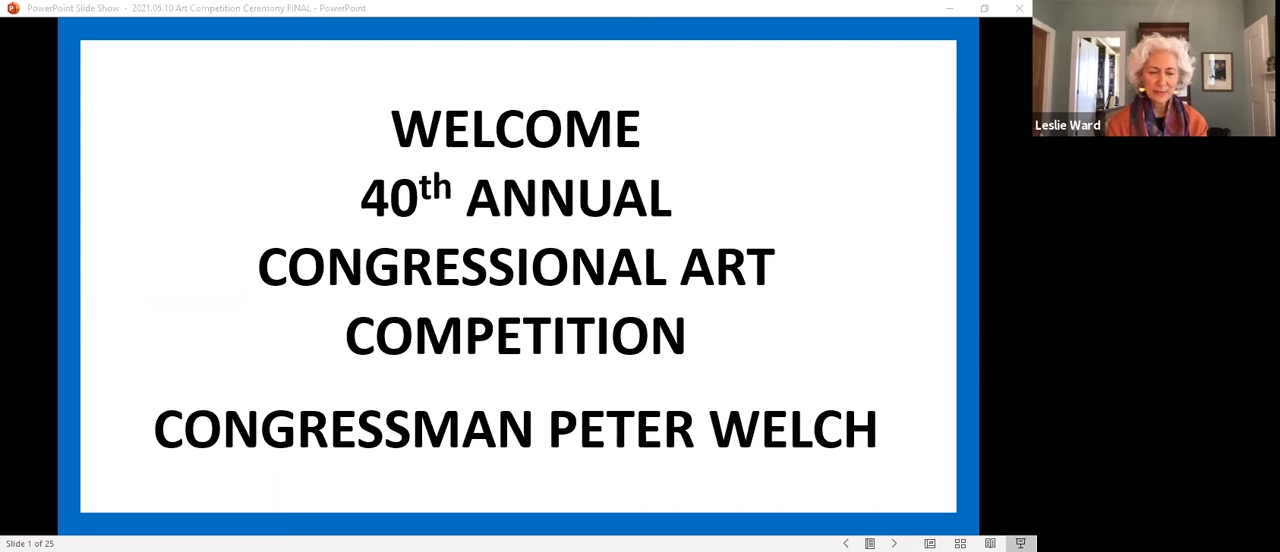 PowerPoint Slide Show - 2021.05.10 Art Competition Ceremony FINAL - PowerPoint
WELCOME
40th ANNUAL
CONGRESSIONAL ART
COMPETITION
CONGRESSMAN PETER WELCH
Leslie Ward
Slide 1 of 25